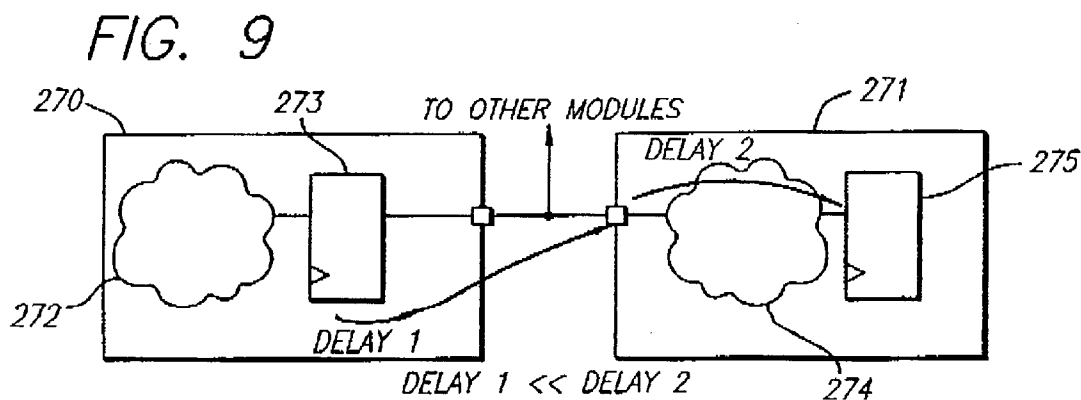 FIG. 9
270
273
TO OTHER MODULES
271
DELAY 2
275
272
DELAY 1
274
DELAY 1 << DELAY 2